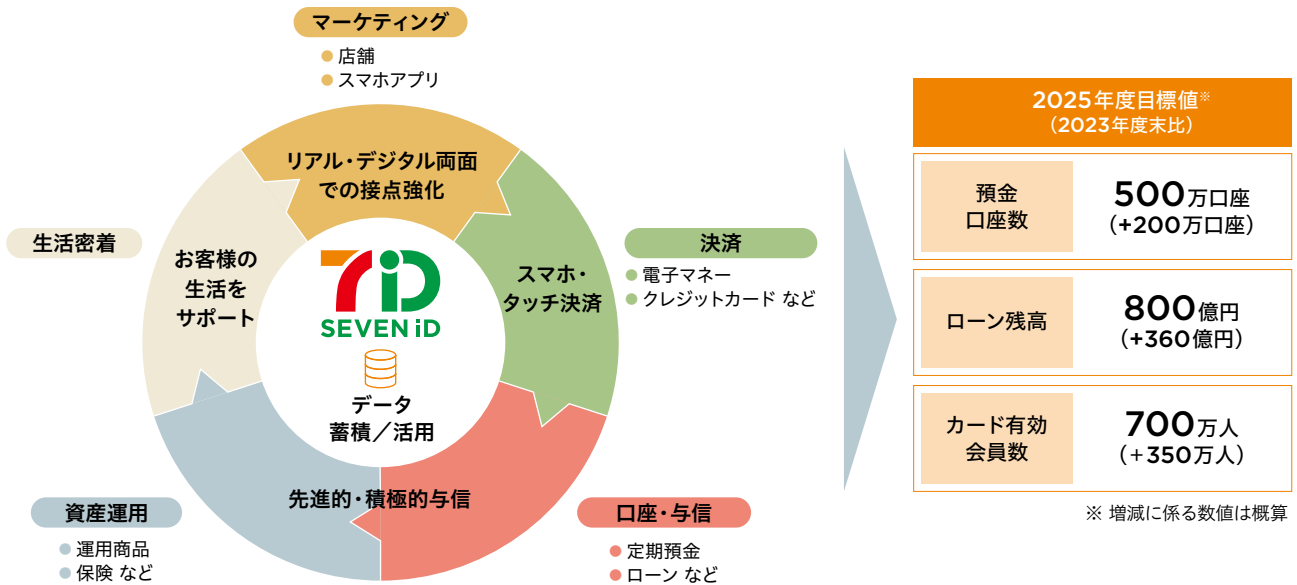 マーケティング
● 店舗
● スマホアプリ
リアル・デジタル両面
での接点強化
生活密着
お客様の
生活を
サポート
7iD
SEVEN iD
データ
蓄積／活用
スマホ・
タッチ決済
決済
● 電子マネー
● クレジットカード など
先進的・積極的与信
資産運用
● 運用商品
● 保険 など
口座・与信
● 定期預金
● ローン など
2025年度目標値※
（2023年度末比）
預金
口座数
500万口座
（+200万口座）
ローン残高
800億円
（+360億円）
カード有効
会員数
700万人
（＋350万人）
※ 増減に係る数値は概算